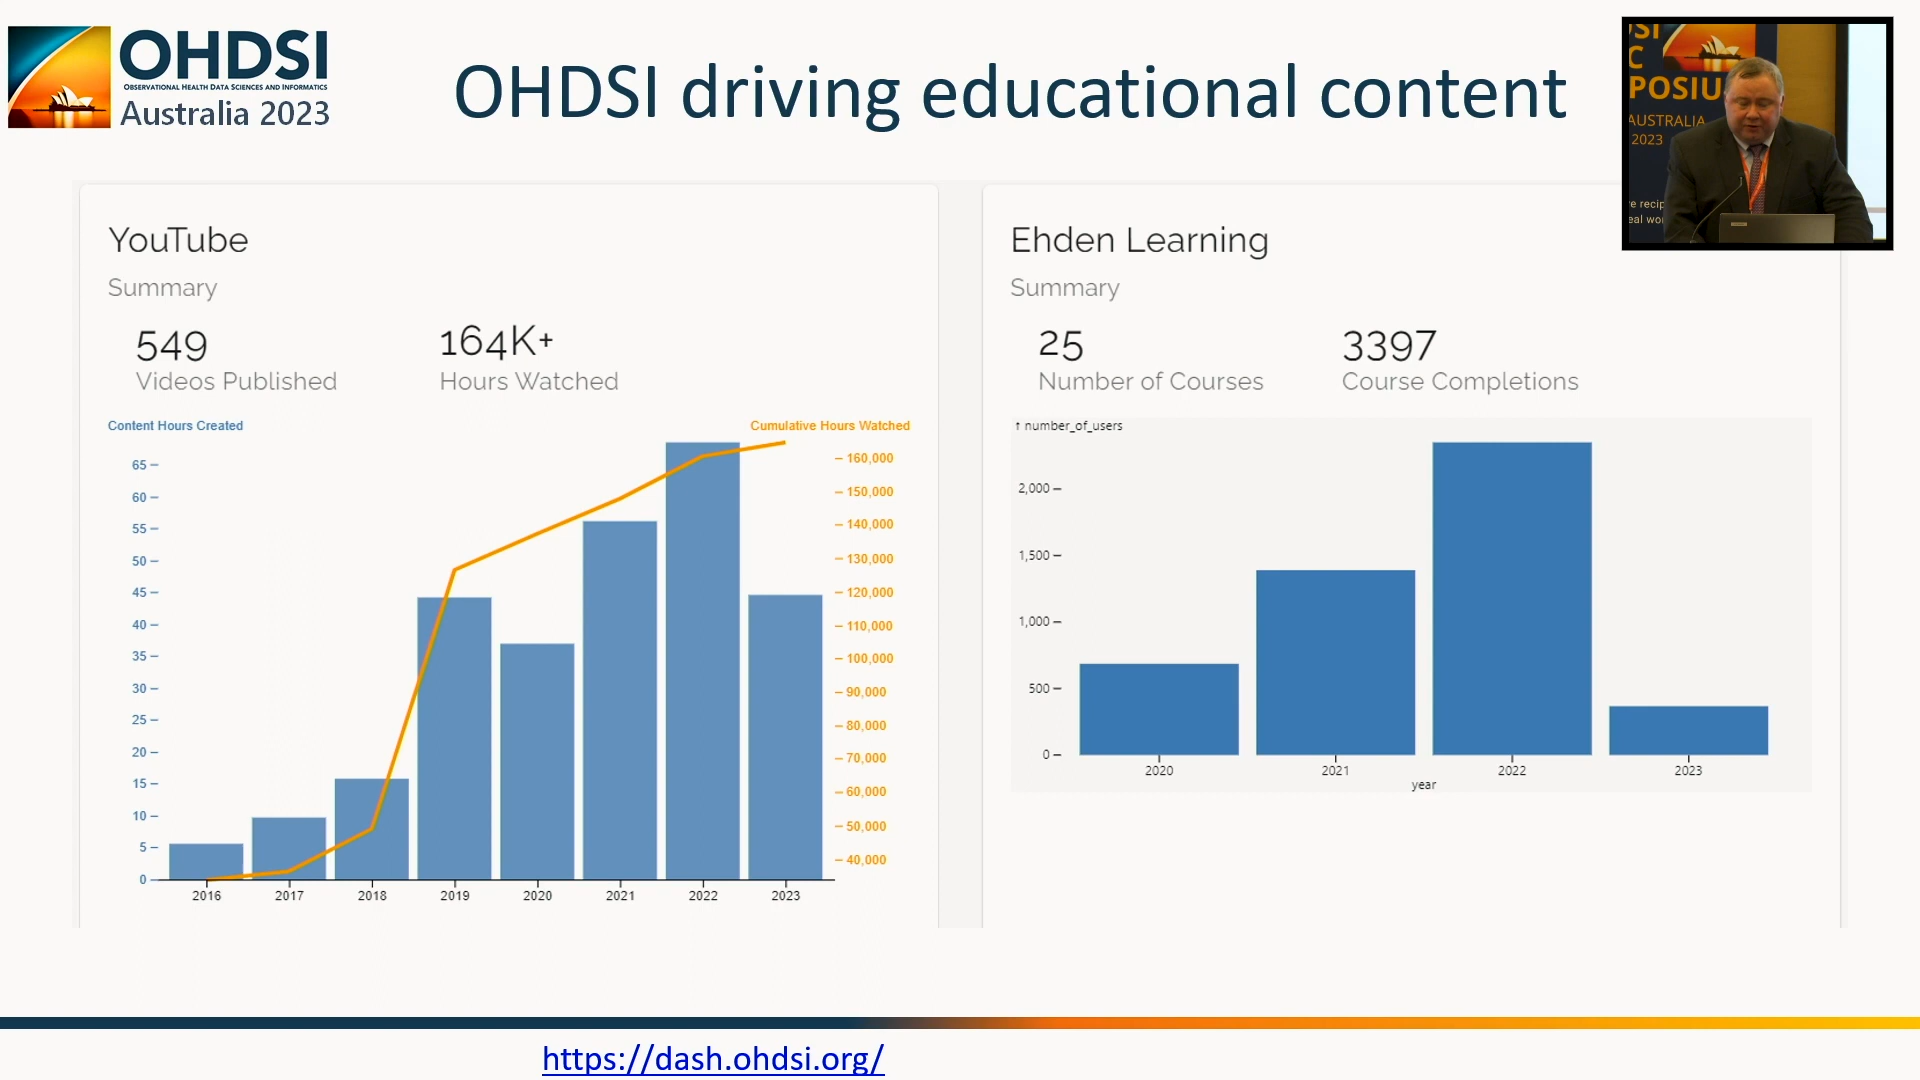 OHDSI
OBSERVATIONAL HEALTH DATA SCIENCES AND INFORMATICS
Australia 2023
OHDSI driving educational content
SI
C
POSIU
AUSTRALIA
2023
re recip
eal wo
YouTube
Summary
549
Videos Published
164K+
Hours Watched
Content Hours Created
Cumulative Hours Watched
65
60
55
50
45
40
35
30
25
20
15
10
5
0
160,000
150,000
140,000
130,000
120,000
110,000
100,000
90,000
80,000
70,000
60,000
50,000
40,000
2016 2017 2018 2019 2020 2021 2022 2023
Ehden Learning
Summary
25
Number of Courses
3397
Course Completions
↑ number_of_users
2,000
1,500
1,000
500
0
2020 2021 2022 2023
year
https://dash.ohdsi.org/